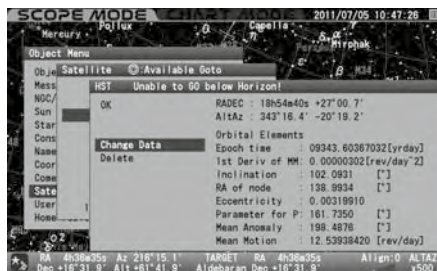 SCOPE MODE CHART MODE 2011/07/05 10:47:26
Pollux Capella
Mercury
Mirphak
Object Menu
Obje Satellite ◎:Available Goto
Mess HST Unable to GO below Horizon!
NGC/
Sun
Star
Cons
Name
Coor
Come
Sate
User
Home
OK
Change Data
Delete
RADEC : 18h54m40s +27°00.7'
AltAz : 343°16.4' -20°19.2'
Orbital Elements
Epoch time : 09343.60367032[yrday]
1st Deriv of MM: 0.00000302[rev/day^2]
Inclination : 102.0931 [°]
RA of node : 138.9934 [°]
Eccentricity : 0.00319910
Parameter for P: 161.7350 [°]
Mean Anomaly : 198.4876 [°]
Mean Motion : 12.53938420 [rev/day]
RA 4h36m35s Az 216°15.1' TARGET RA 4h36m35s Align:0 ALTAZ
Dec +16°31.9' Alt +61°41.9' Aldebaran Dec +16°31.9' x500